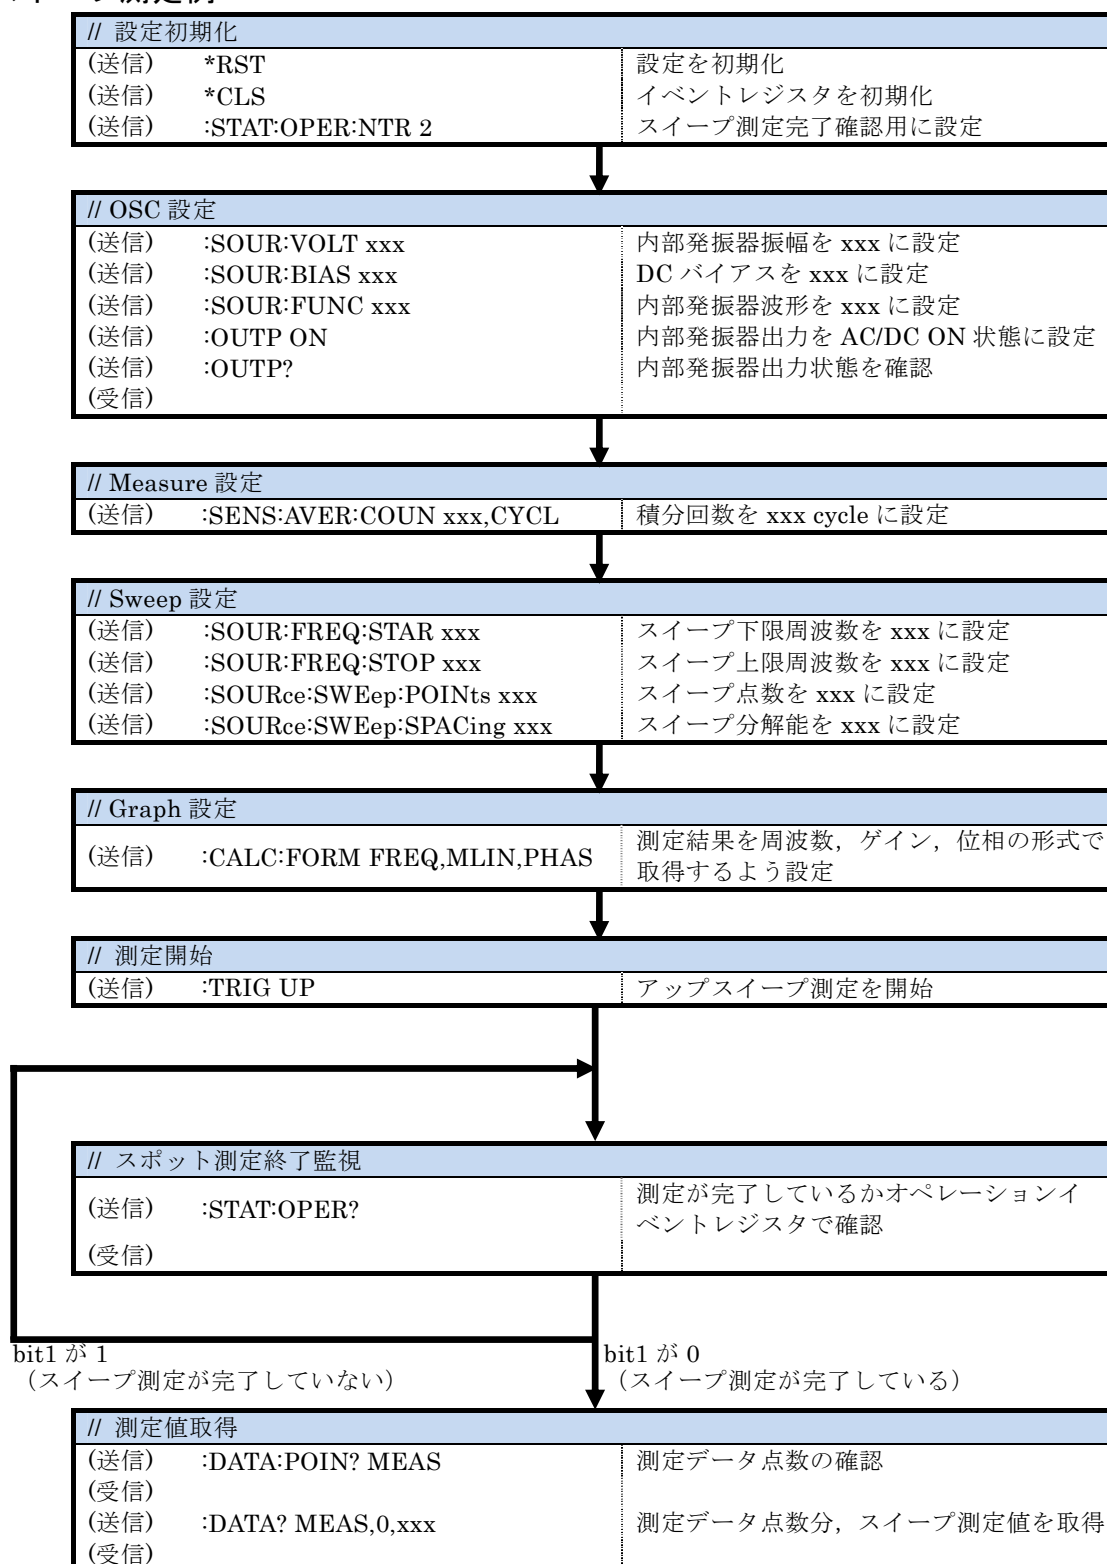 // 設定初期化
(送信) *RST 設定を初期化
(送信) *CLS イベントレジスタを初期化
(送信) :STAT:OPER:NTR 2 スイープ測定完了確認用に設定
// OSC 設定
(送信) :SOUR:VOLT xxx 内部発振器振幅を xxx に設定
(送信) :SOUR:BIAS xxx DC バイアスを xxx に設定
(送信) :SOUR:FUNC xxx 内部発振器波形を xxx に設定
(送信) :OUTP ON 内部発振器出力を AC/DC ON 状態に設定
(送信) :OUTP? 内部発振器出力状態を確認
(受信)
// Measure 設定
(送信) :SENS:AVER:COUN xxx,CYCL 積分回数を xxx cycle に設定
// Sweep 設定
(送信) :SOUR:FREQ:STAR xxx スイープ下限周波数を xxx に設定
(送信) :SOUR:FREQ:STOP xxx スイープ上限周波数を xxx に設定
(送信) :SOURce:SWEep:POINts xxx スイープ点数を xxx に設定
(送信) :SOURce:SWEep:SPACing xxx スイープ分解能を xxx に設定
// Graph 設定
(送信) :CALC:FORM FREQ,MLIN,PHAS 測定結果を周波数，ゲイン，位相の形式で
取得するよう設定
// 測定開始
(送信) :TRIG UP アップスイープ測定を開始
// スポット測定終了監視
(送信) :STAT:OPER? 測定が完了しているかオペレーションイ
ベントレジスタで確認
(受信)
bit1 が 1
（スイープ測定が完了していない）
bit1 が 0
（スイープ測定が完了している）
// 測定値取得
(送信) :DATA:POIN? MEAS 測定データ点数の確認
(受信)
(送信) :DATA? MEAS,0,xxx 測定データ点数分，スイープ測定値を取得
(受信)